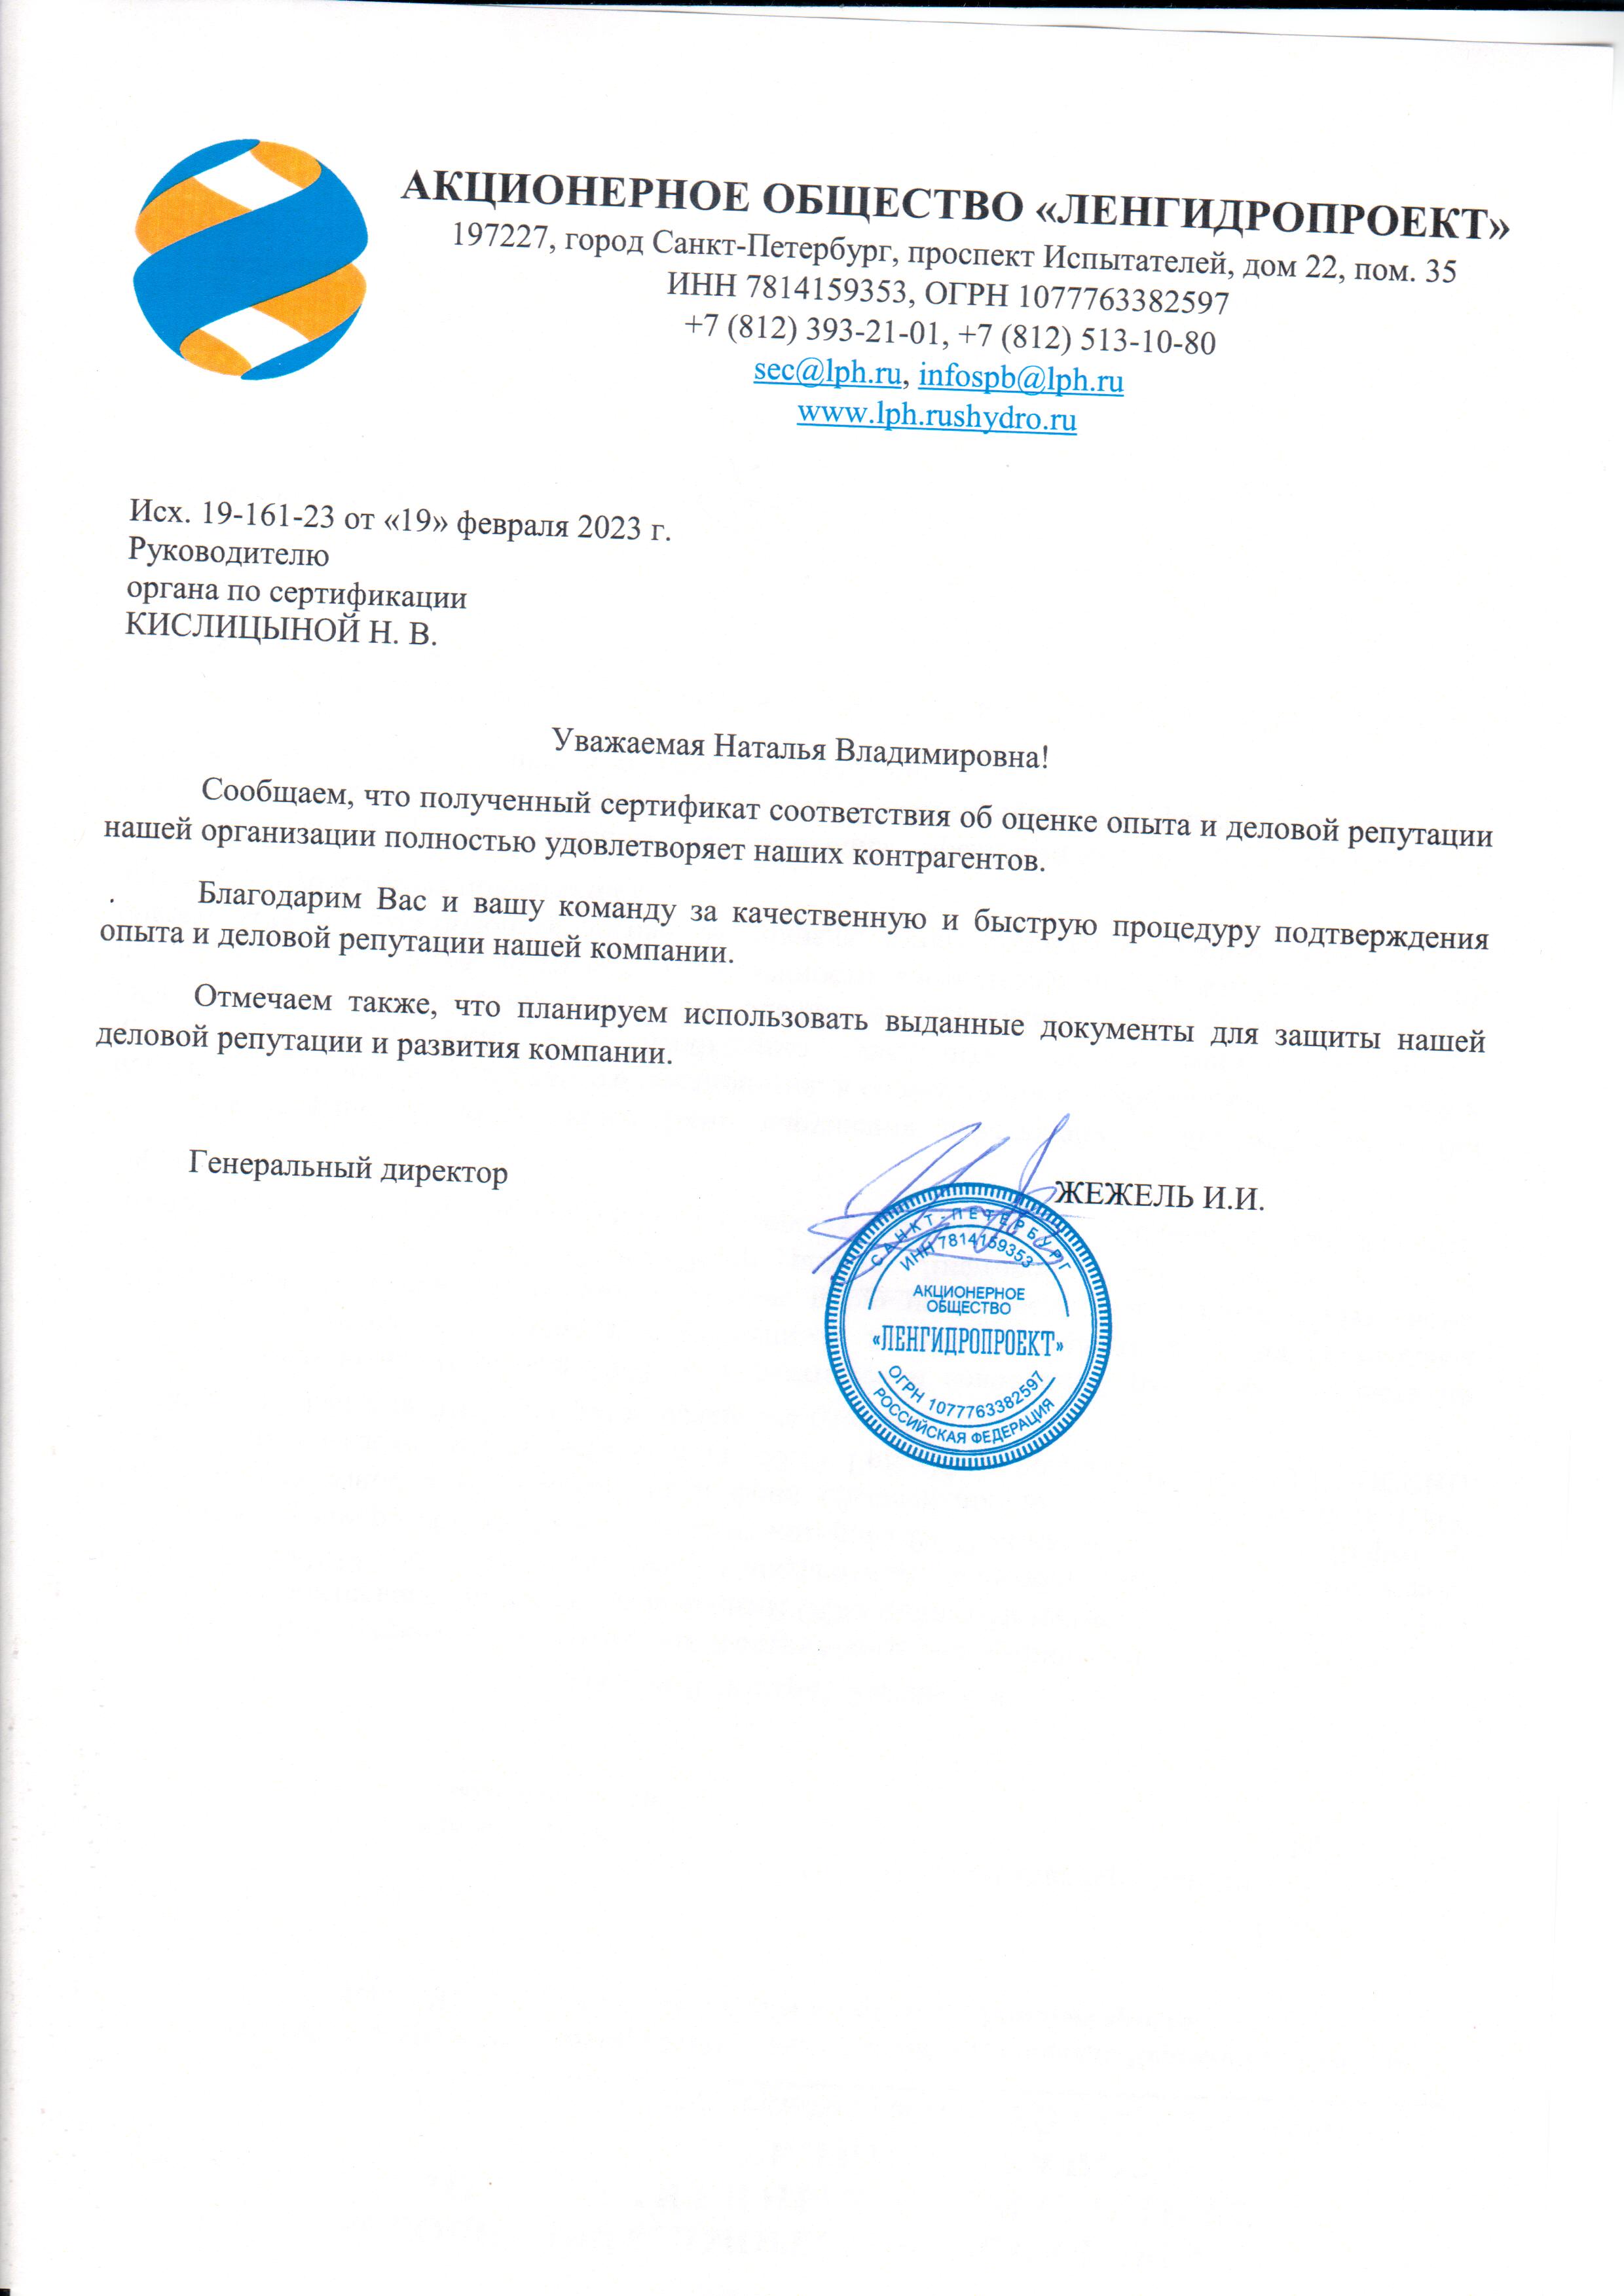 АКЦИОНЕРНОЕ ОБЩЕСТВО «ЛЕНГИДРОПРОЕКТ»
197227, город Санкт-Петербург, проспект Испытателей, дом 22, пом. 35
ИНН 7814159353, ОГРН 1077763382597
+7 (812) 393-21-01, +7 (812) 513-10-80
sec@lph.ru, infospb@lph.ru
www.lph.rushydro.ru
Исх. 19-161-23 от «19» февраля 2023 г.
Руководителю
органа по сертификации
КИСЛИЦЫНОЙ Н. В.
Уважаемая Наталья Владимировна!
Сообщаем, что полученный сертификат соответствия об оценке опыта и деловой репутации
нашей организации полностью удовлетворяет наших контрагентов.
Благодарим Вас и вашу команду за качественную и быструю процедуру подтверждения
опыта и деловой репутации нашей компании.
Отмечаем также, что планируем использовать выданные документы для защиты нашей
деловой репутации и развития компании.
Генеральный директор ЖЕЖЕЛЬ И.И.
САНКТ-ПЕТЕРБУРГ
ИНН 7814159353
АКЦИОНЕРНОЕ
ОБЩЕСТВО
«ЛЕНГИДРОПРОЕКТ»
ОГРН 1077763382597
РОССИЙСКАЯ ФЕДЕРАЦИЯ